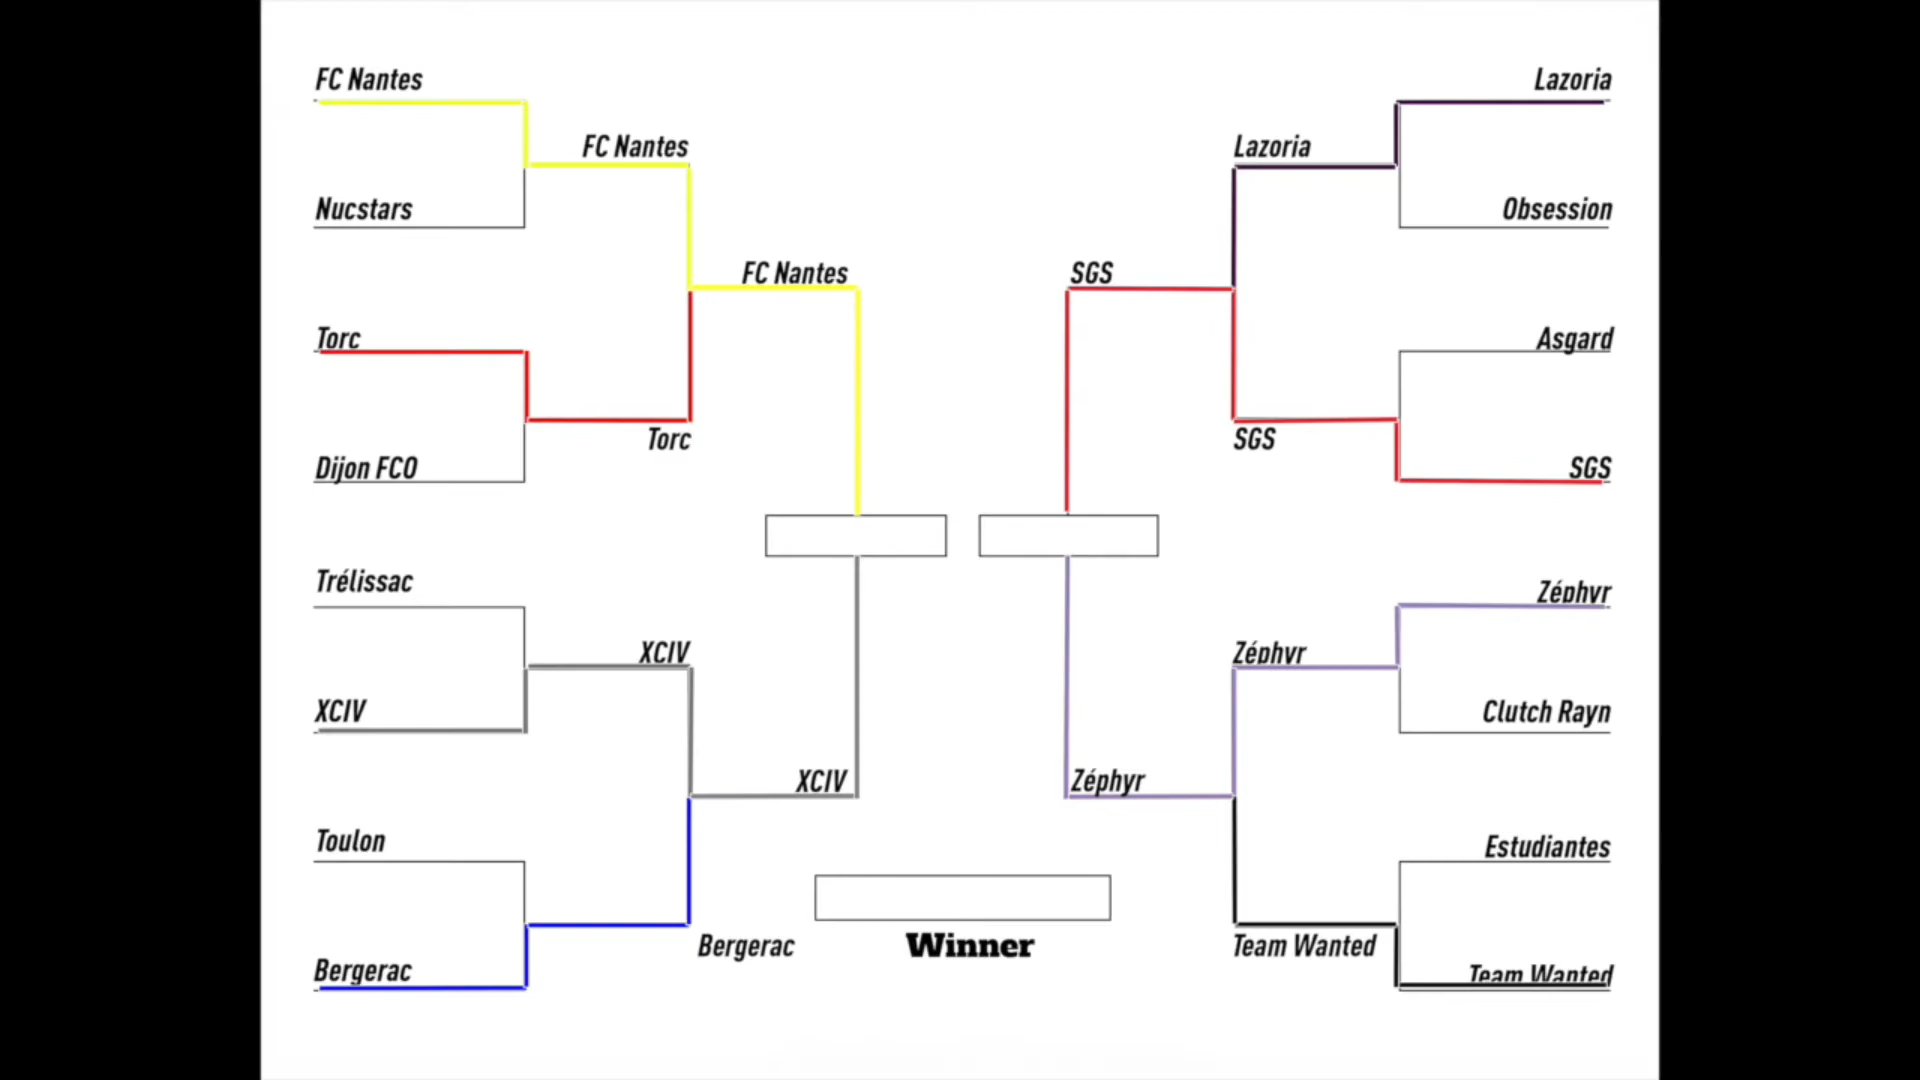 FC Nantes
Lazoria
FC Nantes
Lazoria
Nucstars
Obsession
FC Nantes
SGS
Torc
Asgard
Torc
SGS
Dijon FCO
SGS
Trélissac
Zéphyr
XCIV
Zéphyr
XCIV
Clutch Rayn
XCIV
Zéphyr
Toulon
Estudiantes
Bergerac
Winner
Team Wanted
Bergerac
Team Wanted